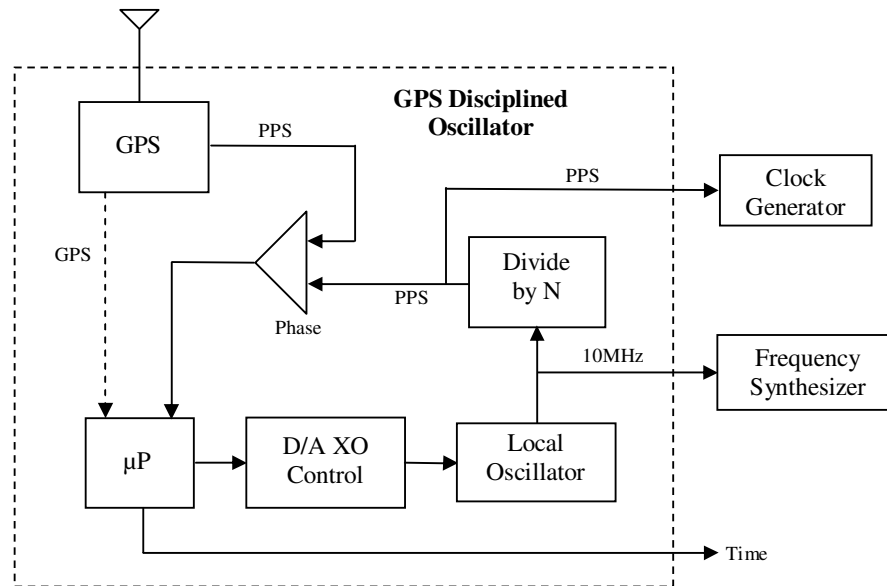 GPS Disciplined
Oscillator
GPS
PPS
PPS
Clock
Generator
GPS
Divide
by N
PPS
Phase
10MHz
Frequency
Synthesizer
µP
D/A XO
Control
Local
Oscillator
Time